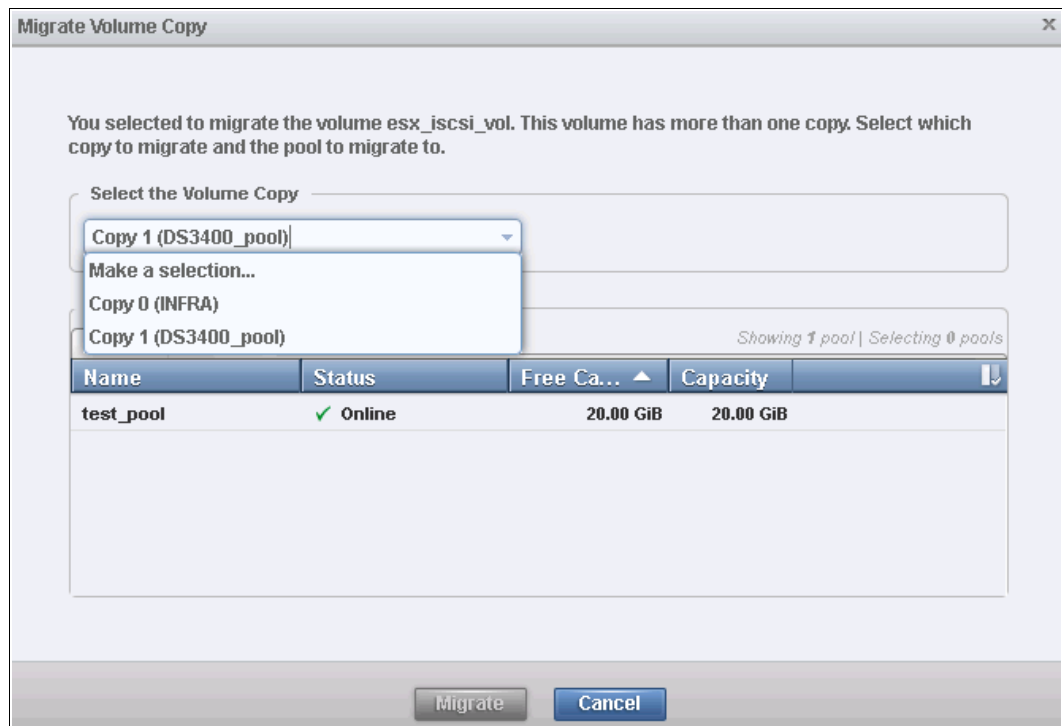 Migrate Volume Copy
x
You selected to migrate the volume esx_iscsi_vol. This volume has more than one copy. Select which
copy to migrate and the pool to migrate to.
Select the Volume Copy
Copy 1 (DS3400_pool)
Make a selection...
Copy 0 (INFRA)
Copy 1 (DS3400_pool)
Showing 1 pool | Selecting 0 pools
Name Status Free Ca... Capacity
test_pool Online 20.00 GiB 20.00 GiB
Migrate Cancel